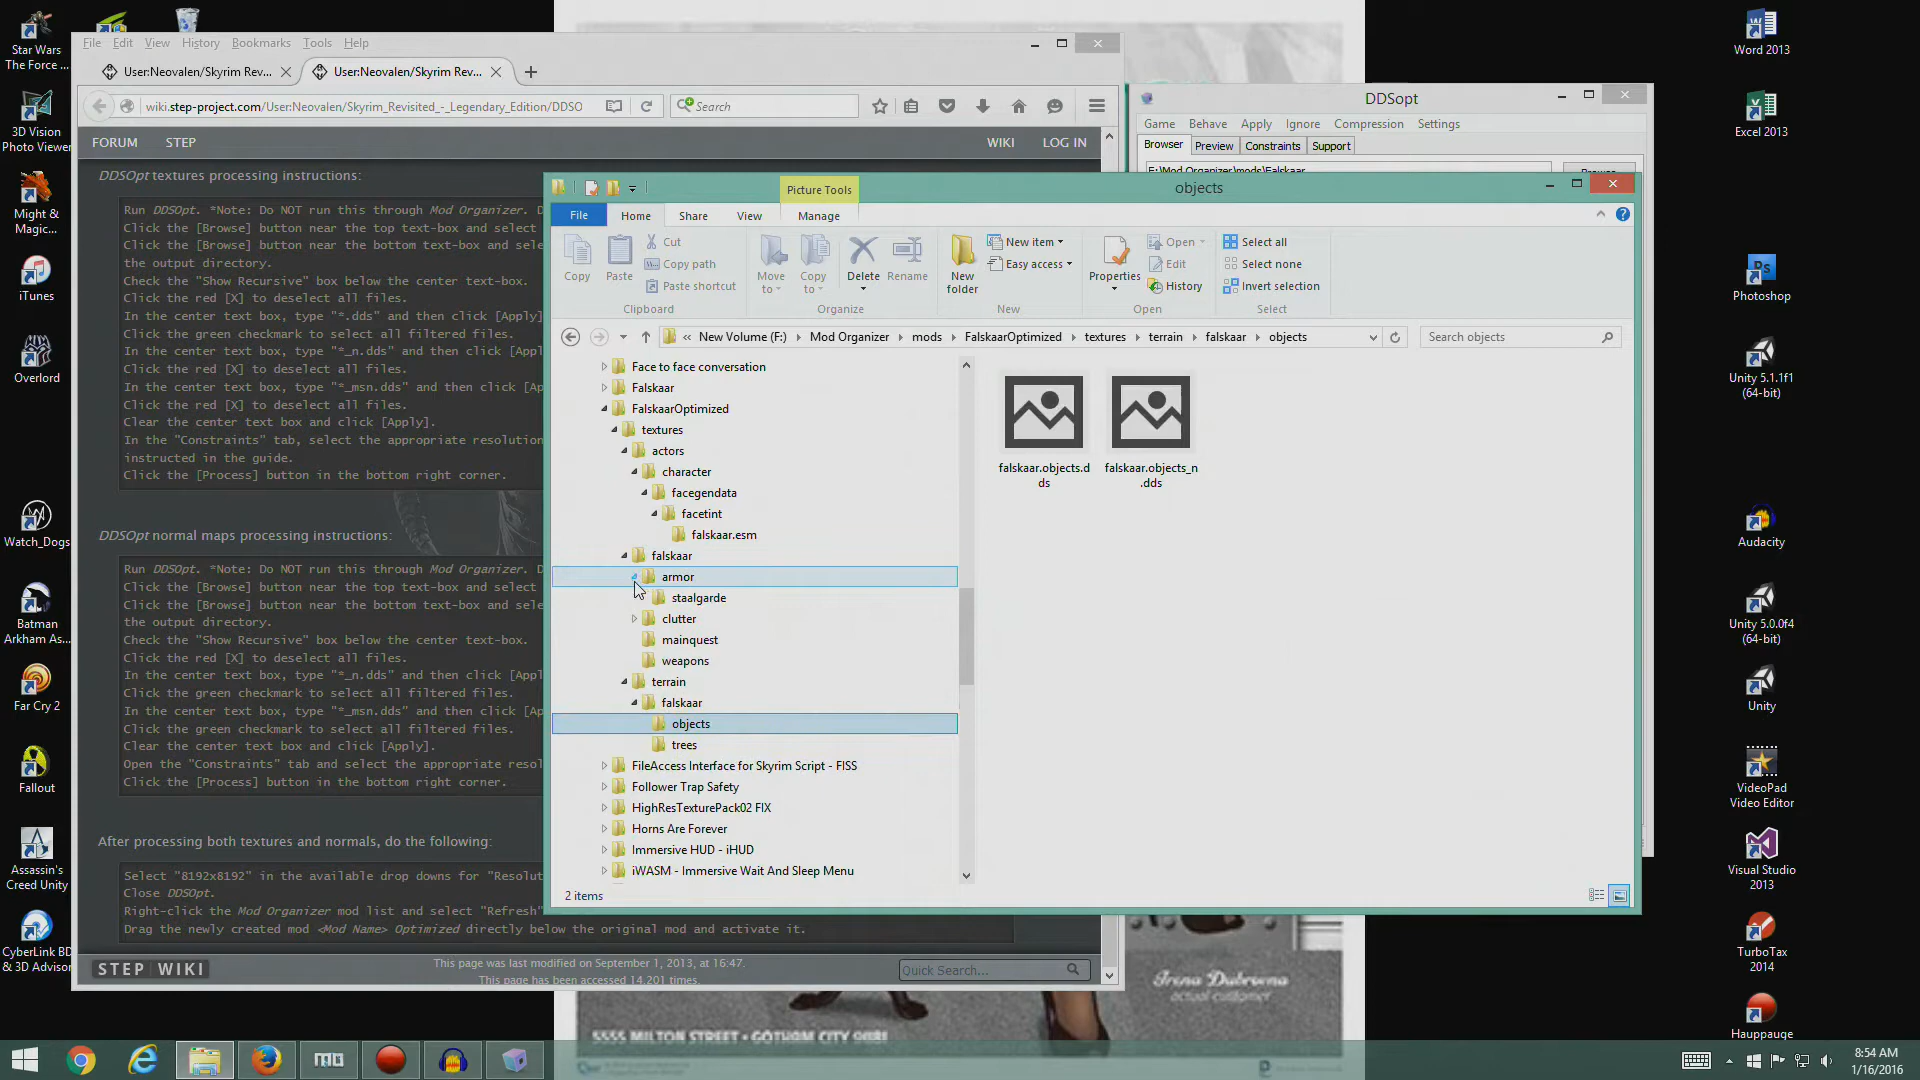 Star Wars
The Force ...
3D Vision
Photo Viewer
Might &
Magic...
iTunes
Overlord
Watch_Dogs
Batman
Arkham As...
Far Cry 2
Fallout
Assassin's
Creed Unity
CyberLink BD
& 3D Advisor
File Edit View History Bookmarks Tools Help
User:Neovalen/Skyrim Rev...
User:Neovalen/Skyrim Rev...
wiki.step-project.com/User:Neovalen/Skyrim_Revisited_-_Legendary_Edition/DDSO
Search
FORUM STEP WIKI LOG IN
DDSOpt textures processing instructions:
Run DDSOpt. *Note: Do NOT run this through Mod Organizer. D
Click the [Browse] button near the top text-box and select
Click the [Browse] button near the bottom text-box and sele
the output directory.
Check the "Show Recursive" box below the center text-box.
Click the red [X] to deselect all files.
In the center text box, type "*.dds" and then click [Apply]
Click the green checkmark to select all filtered files.
In the center text box, type "*_n.dds" and then click [Appl
Click the red [X] to deselect all files.
In the center text box, type "*_msn.dds" and then click [Ap
Click the red [X] to deselect all files.
Clear the center text box and click [Apply].
In the "Constraints" tab, select the appropriate resolution
instructed in the guide.
Click the [Process] button in the bottom right corner.
DDSOpt normal maps processing instructions:
Run DDSOpt. *Note: Do NOT run this through Mod Organizer. D
Click the [Browse] button near the top text-box and select
Click the [Browse] button near the bottom text-box and sele
the output directory.
Check the "Show Recursive" box below the center text-box.
Click the red [X] to deselect all files.
In the center text box, type "*_n.dds" and then click [Appl
Click the green checkmark to select all filtered files.
In the center text box, type "*_msn.dds" and then click [Ap
Click the green checkmark to select all filtered files.
Clear the center text box and click [Apply].
Open the "Constraints" tab and select the appropriate resol
Click the [Process] button in the bottom right corner.
After processing both textures and normals, do the following:
Select "8192x8192" in the available drop downs for "Resolut
Close DDSOpt.
Right-click the Mod Organizer mod list and select "Refresh"
Drag the newly created mod <Mod Name> Optimized directly below the original mod and activate it.
STEP WIKI
This page was last modified on September 1, 2013, at 16:47.
This page has been accessed 14,201 times.
Quick Search...
DDSopt
Game Behave Apply Ignore Compression Settings
Browser Preview Constraints Support
F:\Mod Organizer\mods\Falskaar
Browse
Picture Tools
objects
File Home Share View Manage
Copy
Paste
Cut
Copy path
Paste shortcut
Clipboard
Move to
Copy to
Delete
Rename
Organize
New folder
New item
Easy access
New
Properties
Open
Edit
History
Open
Select all
Select none
Invert selection
Select
« New Volume (F:) Mod Organizer mods FalskaarOptimized textures terrain falskaar objects
Search objects
Face to face conversation
Falskaar
FalskaarOptimized
textures
actors
character
facegendata
facetint
falskaar.esm
falskaar
armor
staalgarde
clutter
mainquest
weapons
terrain
falskaar
objects
trees
FileAccess Interface for Skyrim Script - FISS
Follower Trap Safety
HighResTexturePack02 FIX
Horns Are Forever
Immersive HUD - iHUD
iWASM - Immersive Wait And Sleep Menu
falskaar.objects.d
ds
falskaar.objects_n
.dds
2 items
Irena Dubrovna
actual customer
5555 MILTON STREET • GOTHAM CITY
Word 2013
Excel 2013
Photoshop
Unity 5.1.1f1
(64-bit)
Audacity
Unity 5.0.0f4
(64-bit)
Unity
VideoPad
Video Editor
Visual Studio
2013
TurboTax
2014
Hauppauge
8:54 AM
1/16/2016